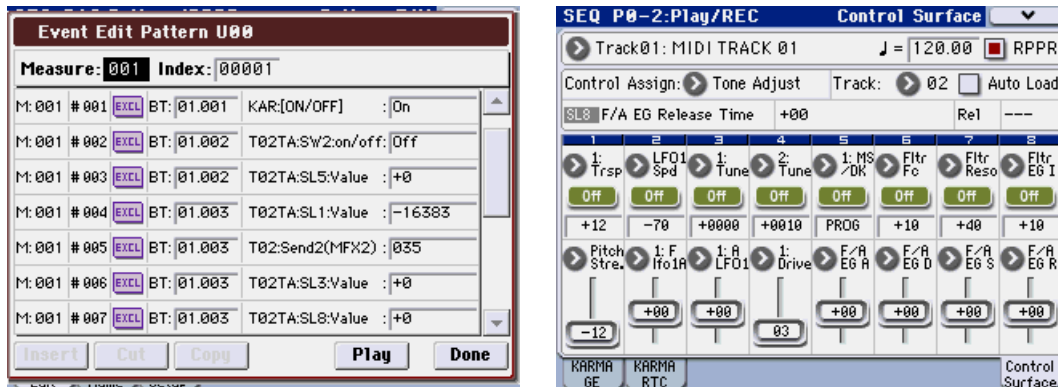 Event Edit Pattern U00
Measure: 001 Index: 00001
M: 001 #001 EXCL BT: 01.001 KAR:[ON/OFF] :On
M: 001 #002 EXCL BT: 01.002 T02TA:SW2:on/off: Off
M: 001 #003 EXCL BT: 01.002 T02TA:SL5:Value :+0
M: 001 #004 EXCL BT: 01.003 T02TA:SL1:Value :-16383
M: 001 #005 EXCL BT: 01.003 T02:Send2(MFX2) :035
M: 001 #006 EXCL BT: 01.003 T02TA:SL3:Value :+0
M: 001 #007 EXCL BT: 01.003 T02TA:SL8:Value :+0
Insert Cut Copy Play Done
SEQ P0-2:Play/REC Control Surface
Track01: MIDI TRACK 01 ♩= 120.00 RPPR
Control Assign: Tone Adjust Track: 02 Auto Load
SL8 F/A EG Release Time +00 Rel ---
1 2 3 4 5 6 7 8
1: Trsp LFO1 Spd 1: Tune 2: Tune 1: MS /DK Fltr Fc Fltr Reso Fltr EG I
Off Off Off Off Off Off Off Off
+12 -70 +0000 +0010 PROG +10 +40 +10
Pitch Stre. 1: F lfo1A 1: A LFO1 1: Drive F/A EG A F/A EG D F/A EG S F/A EG R
-12 +00 +00 03 +00 +00 +00 +00
KARMA GE KARMA RTC Control Surface